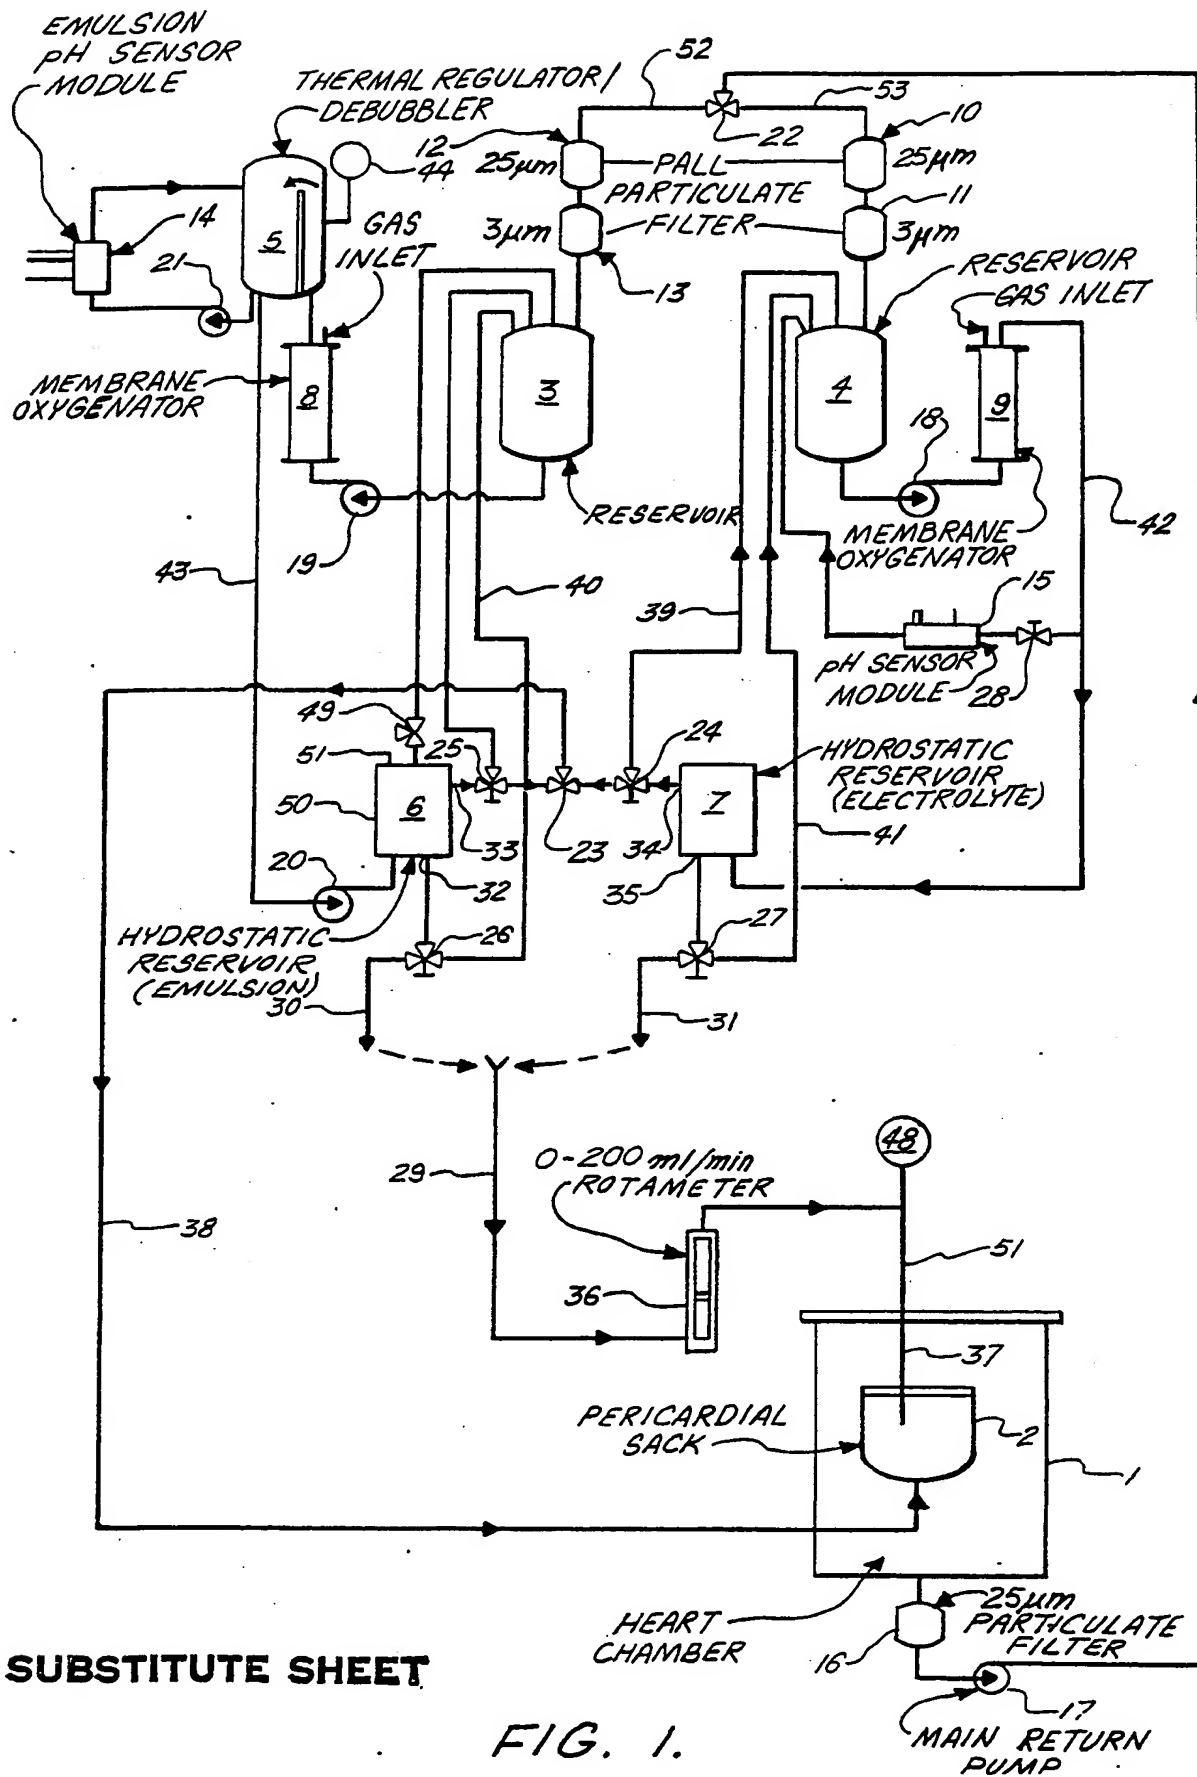 EMULSION
pH SENSOR
MODULE
THERMAL REGULATOR/
DEBUBBLER
52
53
10
12
25µm
22
25µm
44
PALL
PARTICULATE
FILTER
11
14
5
GAS
INLET
3µm
3µm
21
13
RESERVOIR
GAS INLET
MEMBRANE
OXYGENATOR
8
3
4
9
18
19
RESERVOIR
MEMBRANE
OXYGENATOR
42
43
40
39
15
pH SENSOR
MODULE
28
49
51
25
24
HYDROSTATIC
RESERVOIR
(ELECTROLYTE)
50
6
7
33
23
34
41
20
32
35
HYDROSTATIC
RESERVOIR
(EMULSION)
26
27
30
31
48
29
0-200 ml/min
ROTAMETER
38
51
36
37
PERICARDIAL
SACK
2
1
HEART
CHAMBER
25µm
PARTICULATE
FILTER
16
17
MAIN RETURN
PUMP
SUBSTITUTE SHEET
FIG. 1.